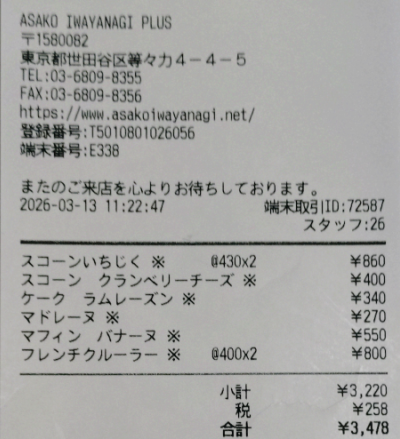 ASAKO IWAYANAGI PLUS
〒1580082
東京都世田谷区等々力4-4-5
TEL:03-6809-8355
FAX:03-6809-8356
https://www.asakoiwayanagi.net/
登録番号:T5010801026056
端末番号:E338
またのご来店を心よりお待ちしております。
2026-03-13 11:22:47 端末取引ID:72587
スタッフ:26
スコーンいちじく ※ @430x2 ¥860
スコーン クランベリーチーズ ※ ¥400
ケーク ラムレーズン ※ ¥340
マドレーヌ ※ ¥270
マフィン バナーヌ ※ ¥550
フレンチクルーラー ※ @400x2 ¥800
小計 ¥3,220
税 ¥258
合計 ¥3,478